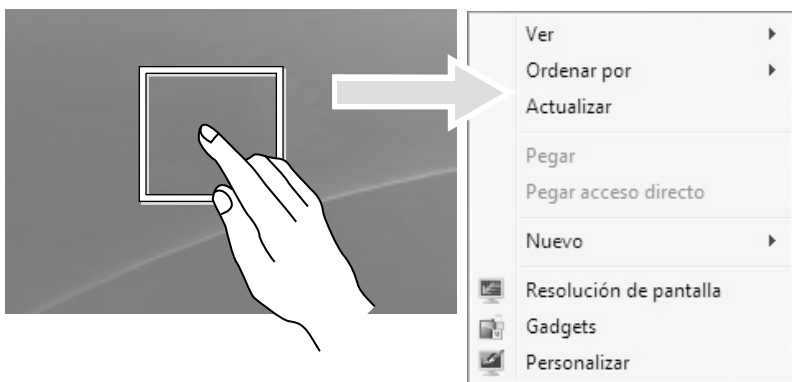 Ver
Ordenar por
Actualizar
Pegar
Pegar acceso directo
Nuevo
Resolución de pantalla
Gadgets
Personalizar